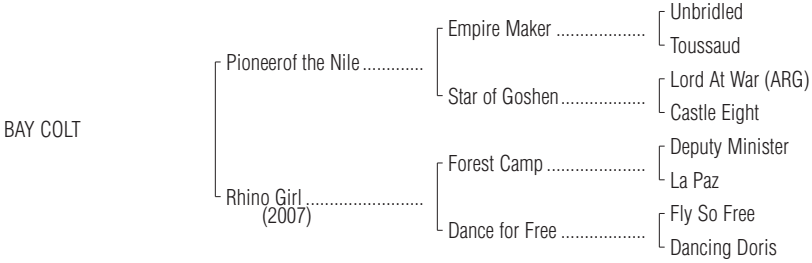 Unbridled
Empire Maker ...................
Toussaud
Pioneerof the Nile .............
Lord At War (ARG)
Star of Goshen..................
Castle Eight
BAY COLT
Deputy Minister
Forest Camp .....................
La Paz
Rhino Girl .........................
(2007)
Fly So Free
Dance for Free ..................
Dancing Doris